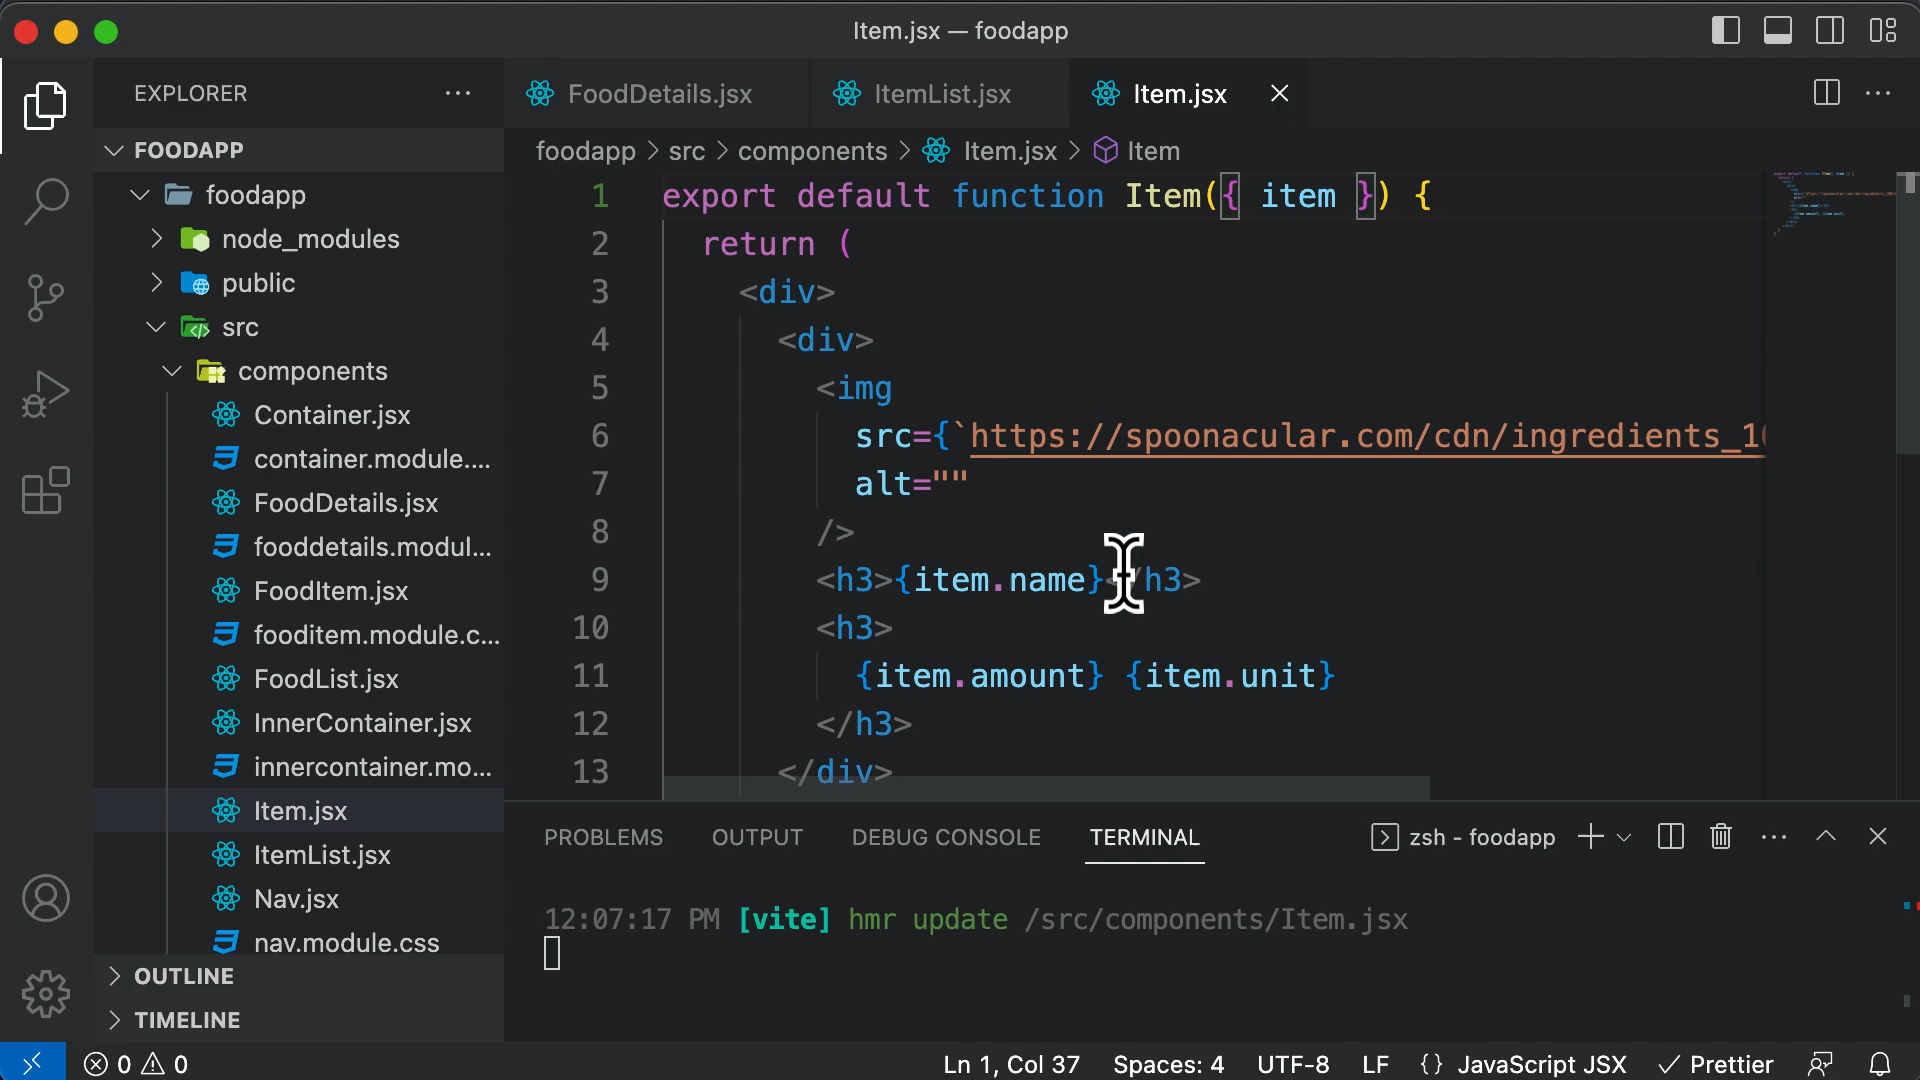 Item.jsx — foodapp
EXPLORER
FOODAPP
foodapp
node_modules
public
src
components
Container.jsx
container.module....
FoodDetails.jsx
fooddetails.modul...
FoodItem.jsx
fooditem.module.c...
FoodList.jsx
InnerContainer.jsx
innercontainer.mo...
Item.jsx
ItemList.jsx
Nav.jsx
nav.module.css
OUTLINE
TIMELINE
FoodDetails.jsx ItemList.jsx Item.jsx
foodapp > src > components > Item.jsx > Item
1 export default function Item({ item }) {
2 return (
3 <div>
4 <div>
5 <img
6 src={`https://spoonacular.com/cdn/ingredients_10
7 alt=""
8 />
9 <h3>{item.name}</h3>
10 <h3>
11 {item.amount} {item.unit}
12 </h3>
13 </div>
PROBLEMS OUTPUT DEBUG CONSOLE TERMINAL zsh - foodapp
12:07:17 PM [vite] hmr update /src/components/Item.jsx
0 0 Ln 1, Col 37 Spaces: 4 UTF-8 LF {} JavaScript JSX Prettier